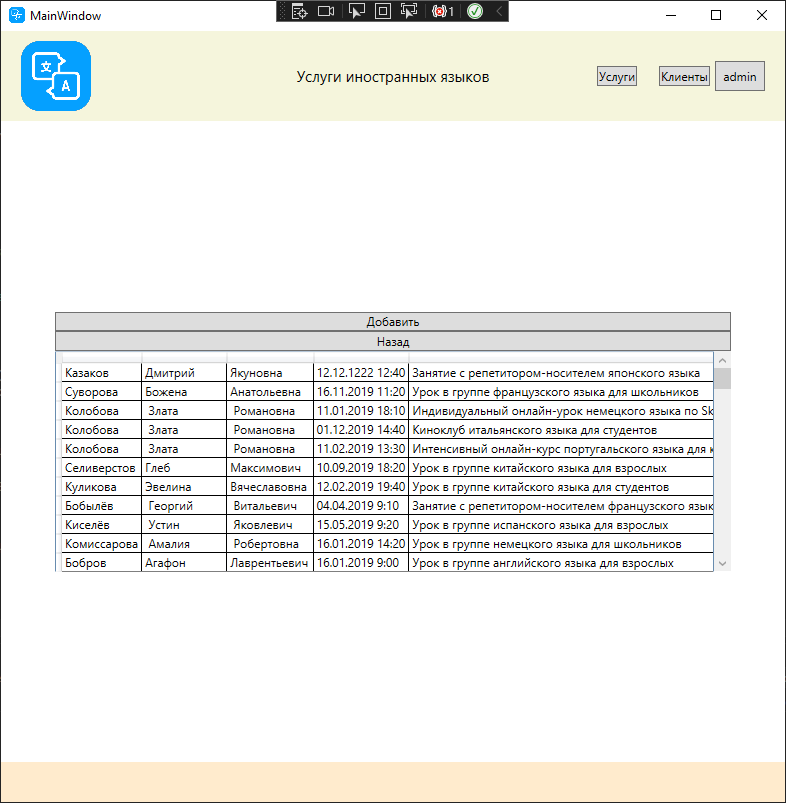 MainWindow
1
文
A
Услуги иностранных языков
Услуги
Клиенты
admin
Добавить
Назад
Казаков Дмитрий Якуновна 12.12.1222 12:40 Занятие с репетитором-носителем японского языка
Суворова Божена Анатольевна 16.11.2019 11:20 Урок в группе французского языка для школьников
Колобова Злата Романовна 11.01.2019 18:10 Индивидуальный онлайн-урок немецкого языка по Sk
Колобова Злата Романовна 01.12.2019 14:40 Киноклуб итальянского языка для студентов
Колобова Злата Романовна 11.02.2019 13:30 Интенсивный онлайн-курс португальского языка для к
Селиверстов Глеб Максимович 10.09.2019 18:20 Урок в группе китайского языка для взрослых
Куликова Эвелина Вячеславовна 12.02.2019 19:40 Урок в группе китайского языка для студентов
Бобылёв Георгий Витальевич 04.04.2019 9:10 Занятие с репетитором-носителем французского язык
Киселёв Устин Яковлевич 15.05.2019 9:20 Урок в группе испанского языка для взрослых
Комиссарова Амалия Робертовна 16.01.2019 14:20 Урок в группе немецкого языка для школьников
Бобров Агафон Лаврентьевич 16.01.2019 9:00 Урок в группе английского языка для взрослых